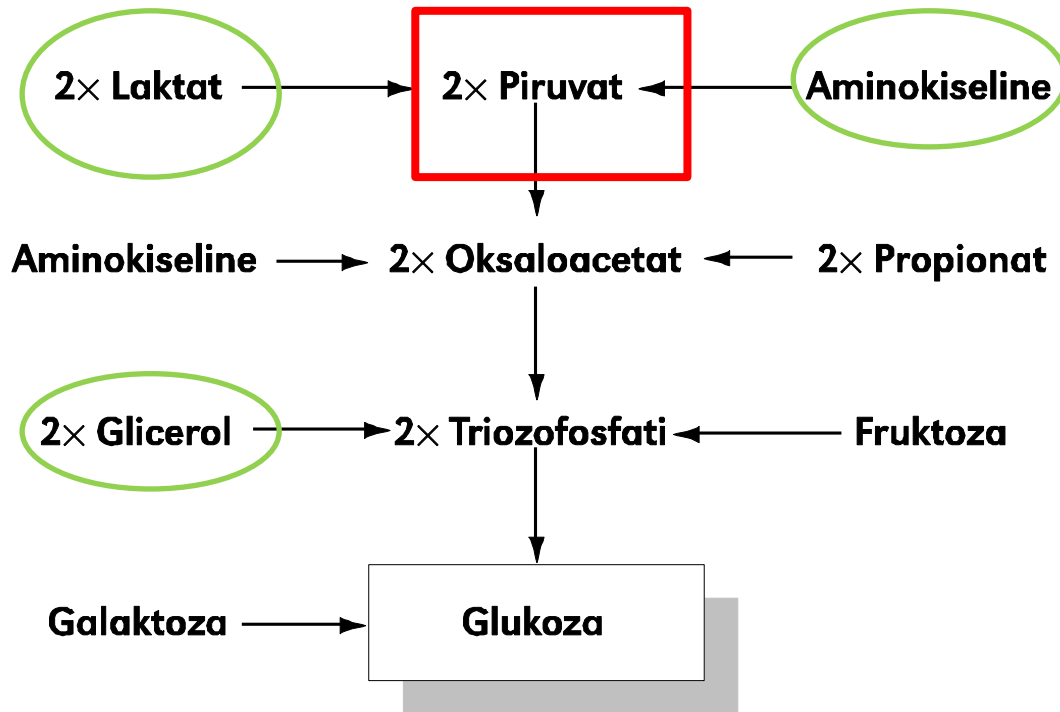 2× Laktat
2× Piruvat
Aminokiseline
Aminokiseline
2× Oksaloacetat
2× Propionat
2× Glicerol
2× Triozofosfati
Fruktoza
Galaktoza
Glukoza